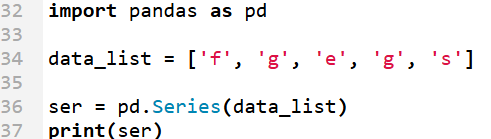 32 import pandas as pd
33
34 data_list = ['f', 'g', 'e', 'g', 's']
35
36 ser = pd.Series(data_list)
37 print(ser)